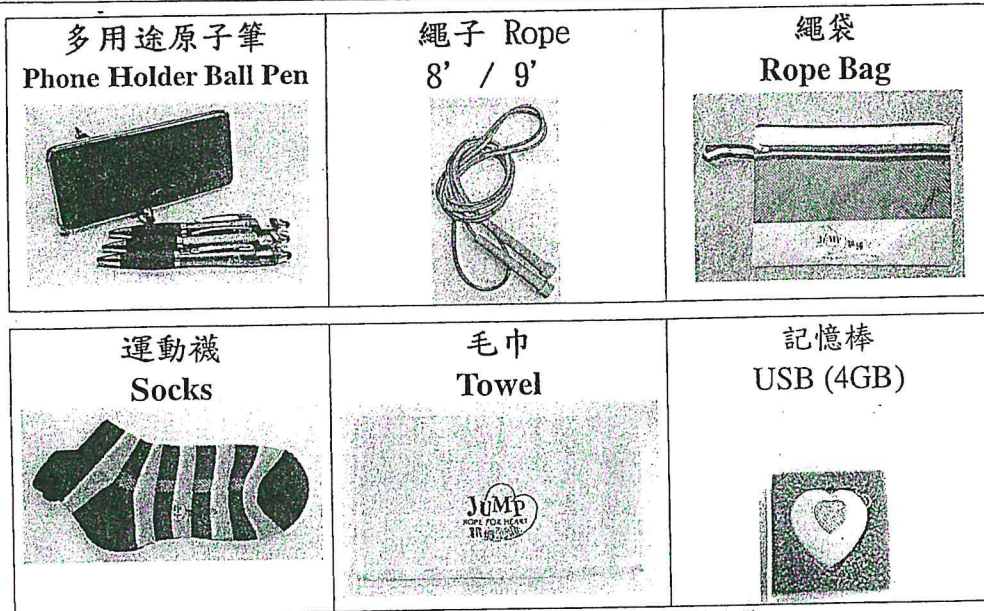 多用途原子筆
Phone Holder Ball Pen
繩子 Rope
8' / 9'
繩袋
Rope Bag
JUMP
運動襪
Socks
毛巾
Towel
JUMP
ROPE FOR HEART
記憶棒
USB (4GB)